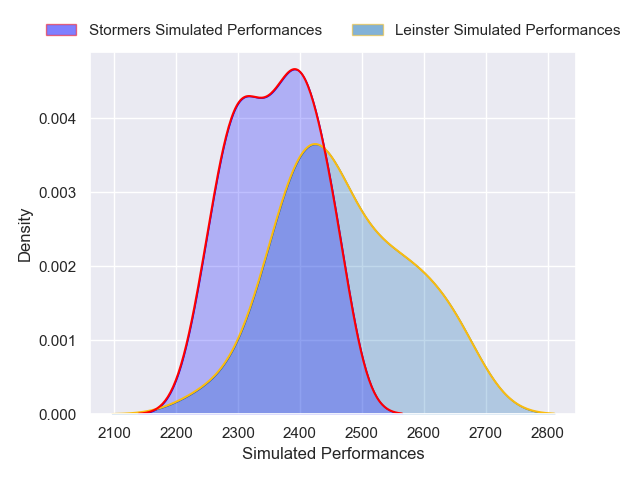 Stormers Simulated Performances Leinster Simulated Performances
0.004
0.003
0.002
0.001
0.000
Density
2100 2200 2300 2400 2500 2600 2700 2800
Simulated Performances